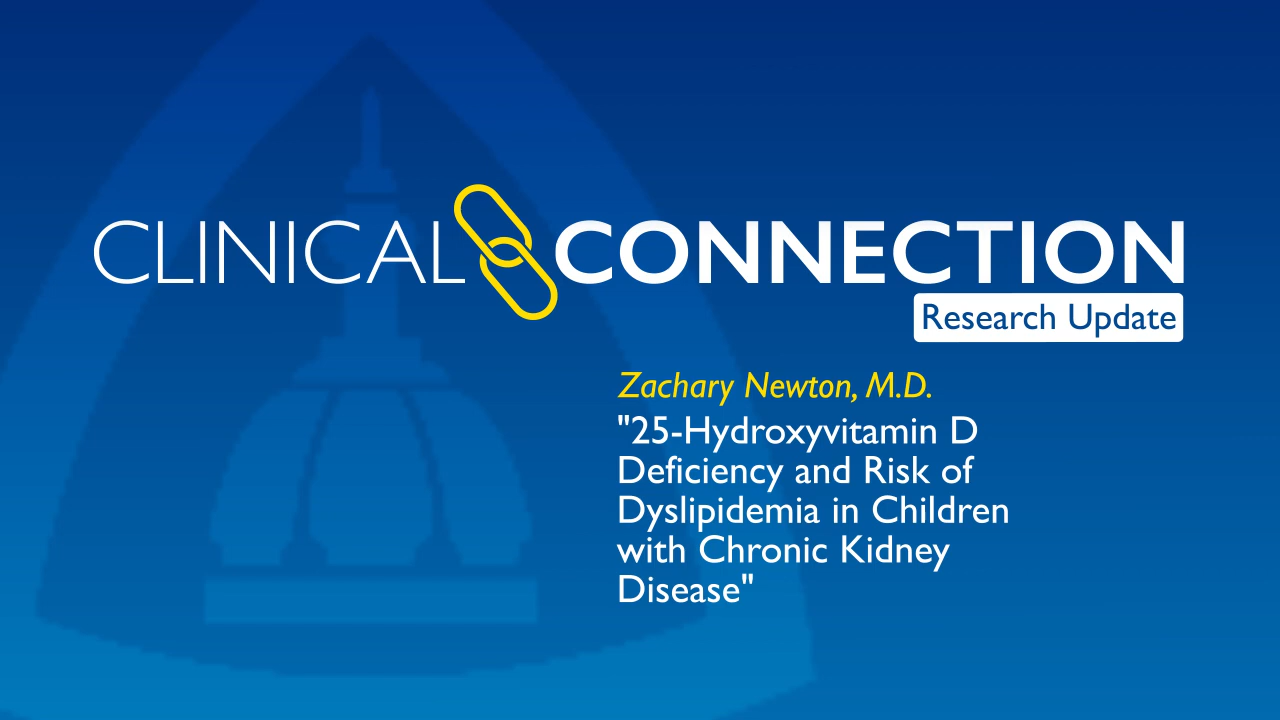 CLINICAL CONNECTION
Research Update
Zachary Newton, M.D.
"25-Hydroxyvitamin D
Deficiency and Risk of
Dyslipidemia in Children
with Chronic Kidney
Disease"